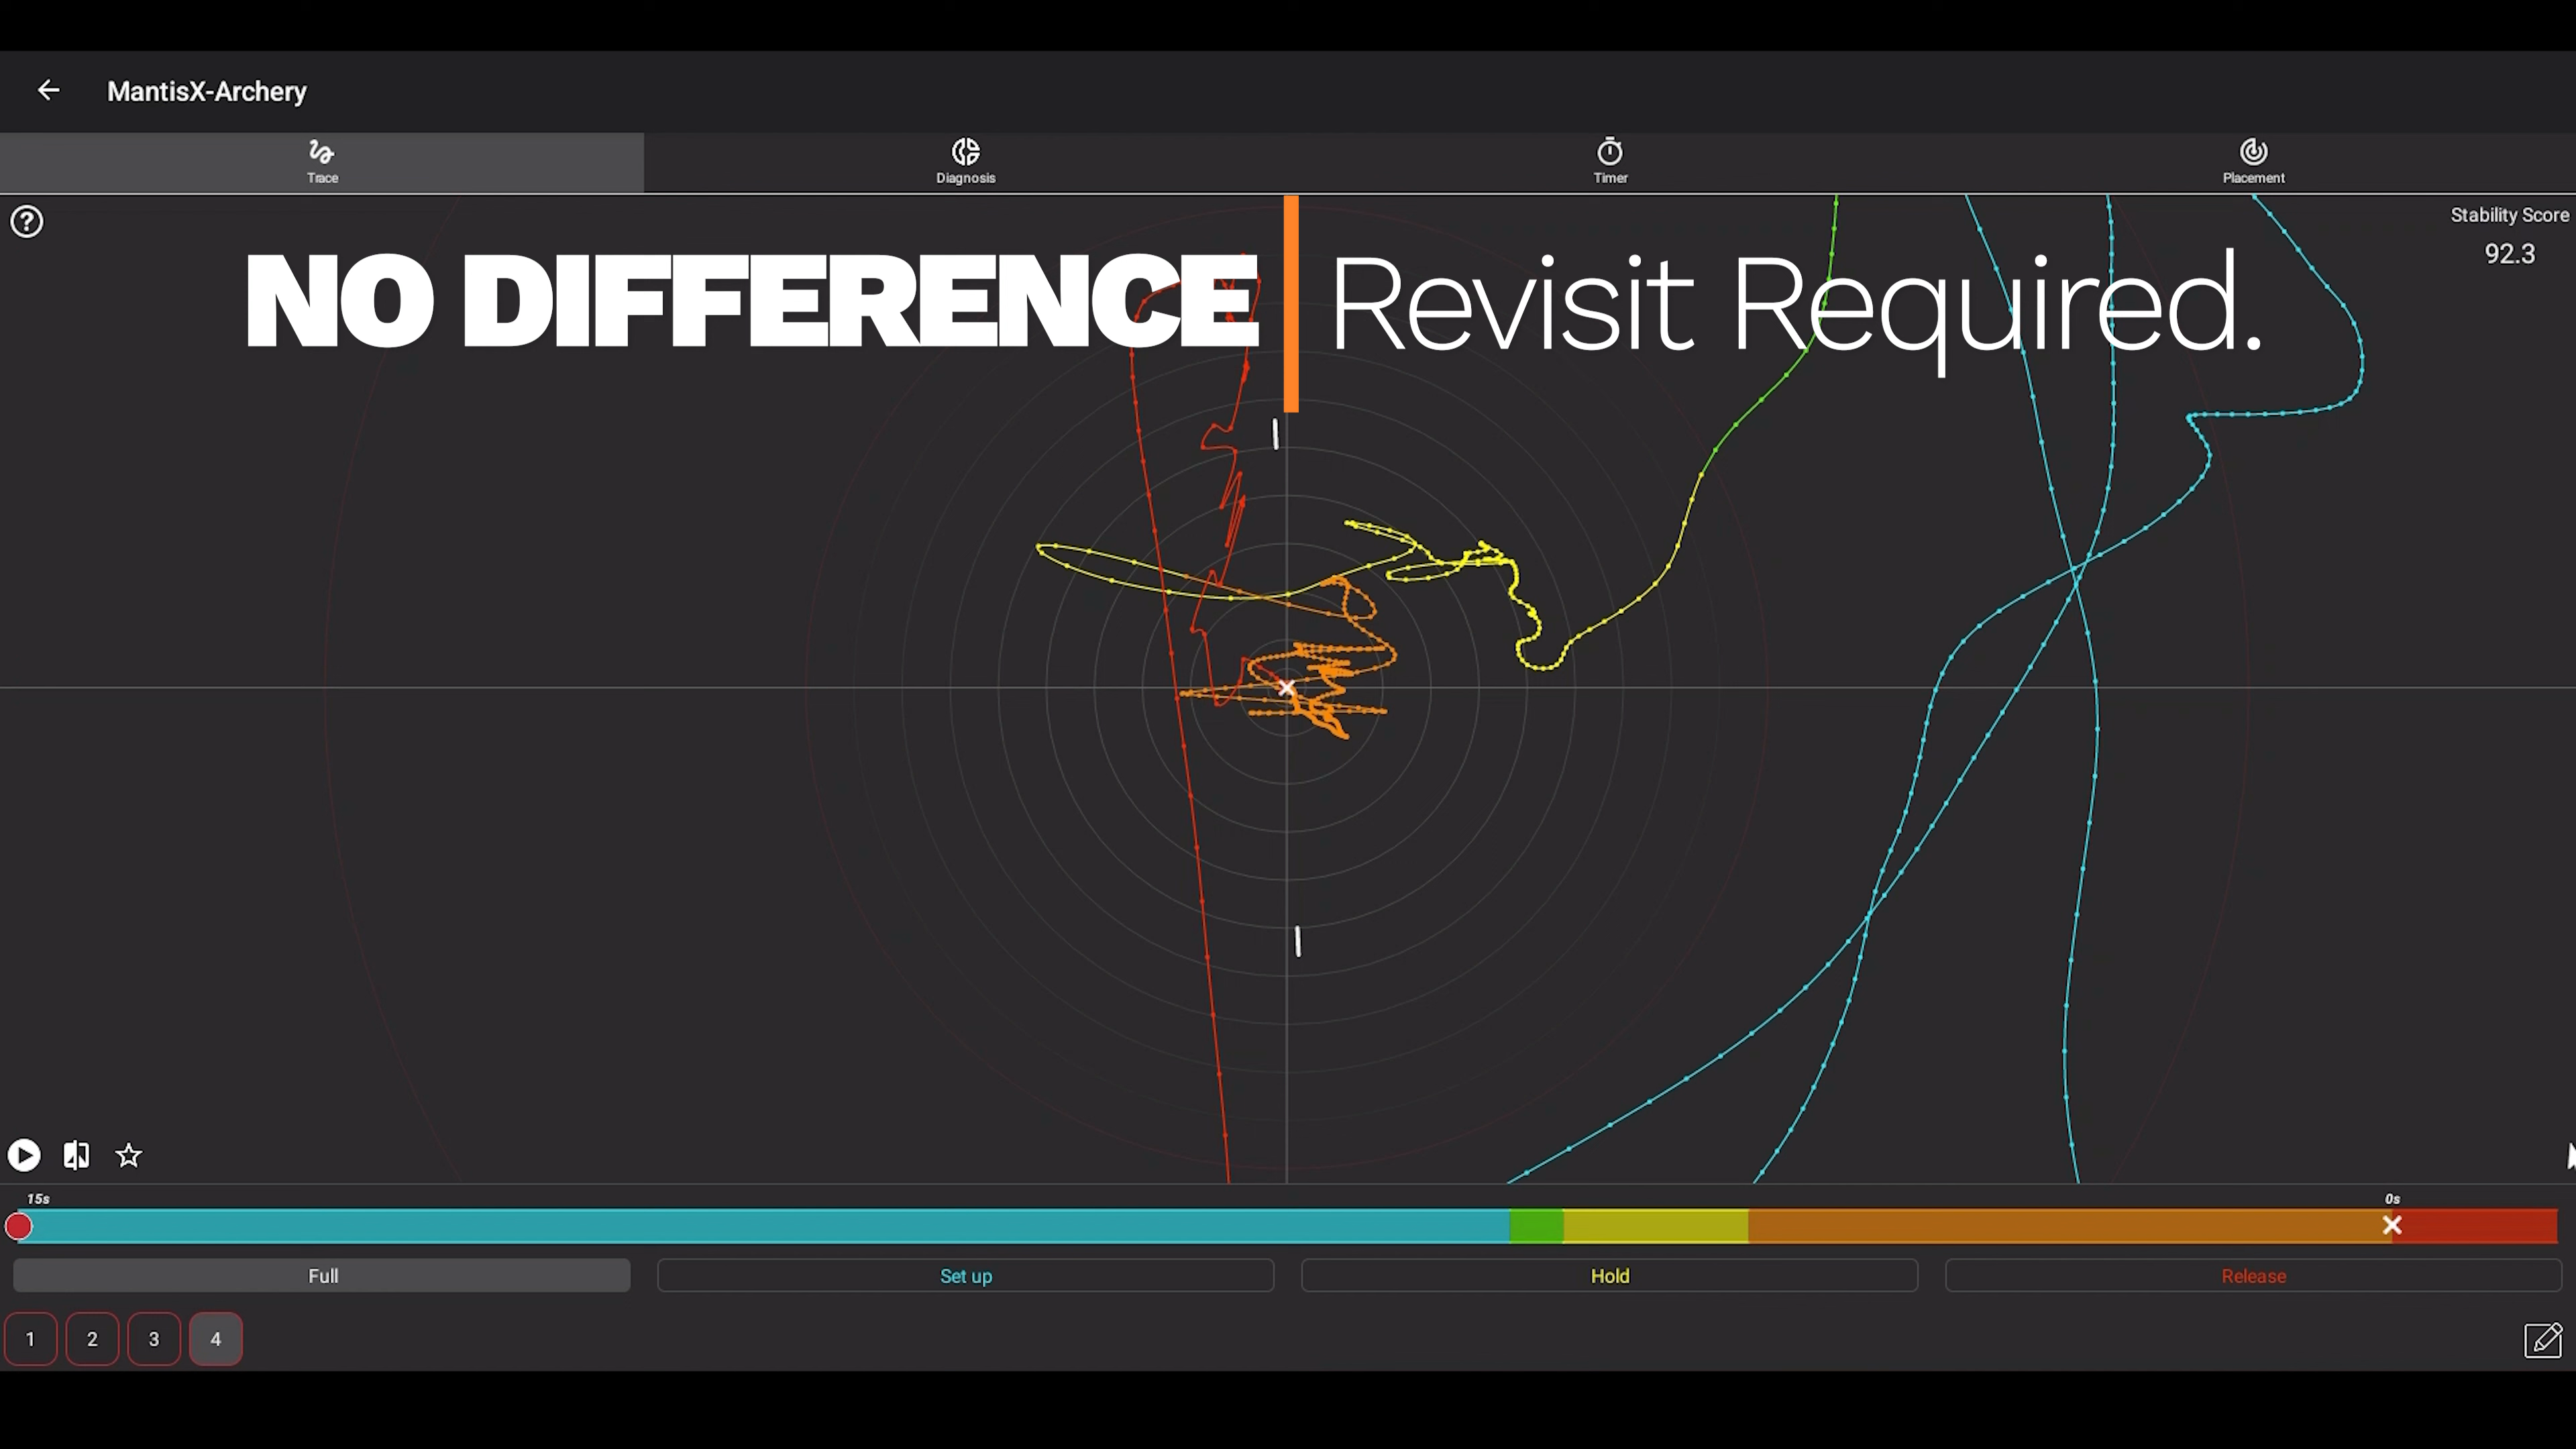 MantisX-Archery
Trace
Diagnosis
Timer
Placement
Stability Score
92.3
NO DIFFERENCE Revisit Required.
15s
0s
Full
Set up
Hold
Release
1 2 3 4